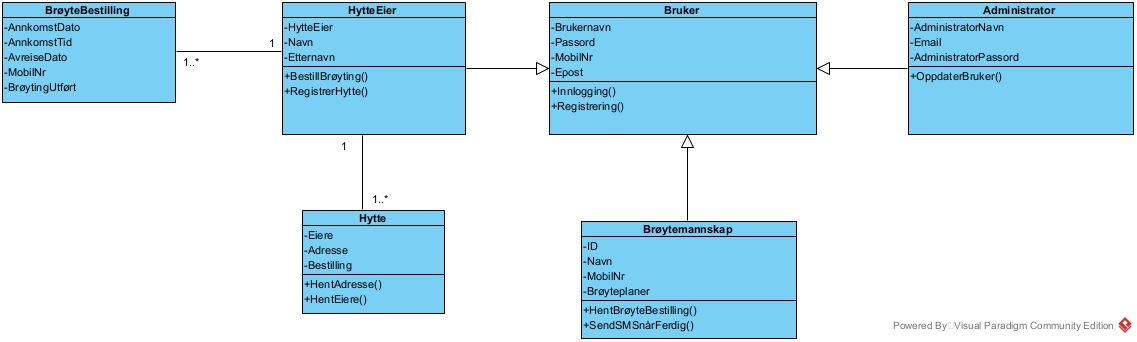 BrøyteBestilling
-AnnkomstDato
-AnnkomstTid
-AvreiseDato
-MobilNr
-BrøytingUtført
1
1..*
HytteEier
-HytteEier
-Navn
-Etternavn
+BestillBrøyting()
+RegistrerHytte()
Bruker
-Brukernavn
-Passord
-MobilNr
-Epost
+Innlogging()
+Registrering()
Administrator
-AdministratorNavn
-Email
-AdministratorPassord
+OppdaterBruker()
1
1..*
Hytte
-Eiere
-Adresse
-Bestilling
+HentAdresse()
+HentEiere()
Brøytemannskap
-ID
-Navn
-MobilNr
-Brøyteplaner
+HentBrøyteBestilling()
+SendSMSnårFerdig()
Powered By Visual Paradigm Community Edition